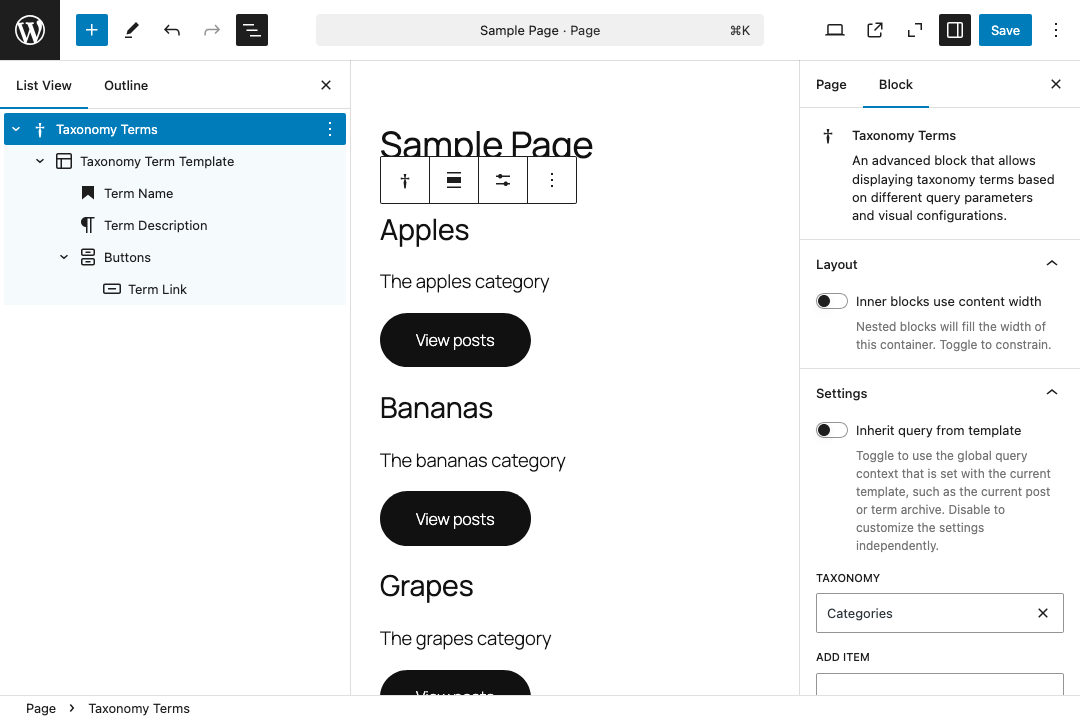 Sample Page · Page
⌘K
Save
List View
Outline
Taxonomy Terms
Taxonomy Term Template
Term Name
Term Description
Buttons
Term Link
Sample Page
Apples
The apples category
View posts
Bananas
The bananas category
View posts
Grapes
The grapes category
View posts
Page
Block
Taxonomy Terms
An advanced block that allows
displaying taxonomy terms based
on different query parameters
and visual configurations.
Layout
Inner blocks use content width
Nested blocks will fill the width of
this container. Toggle to constrain.
Settings
Inherit query from template
Toggle to use the global query
context that is set with the current
template, such as the current post
or term archive. Disable to
customize the settings
independently.
TAXONOMY
Categories
ADD ITEM
Page
Taxonomy Terms